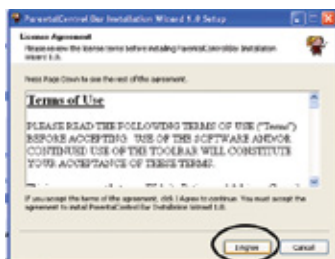 ParentalControl Bar Installation Wizard 1.0 Setup
License Agreement
Please review the license terms before installing ParentalControlBar Installation
Wizard 1.0.
Press Page Down to see the rest of the agreement.
Terms of Use
PLEASE READ THE FOLLOWING TERMS OF USE ("Terms")
BEFORE ACCEPTING. USE OF THE SOFTWARE AND/OR
CONTINUED USE OF THE TOOLBAR WILL CONSTITUTE
YOUR ACCEPTANCE OF THESE TERMS.
If you accept the terms of the agreement, click I Agree to continue. You must accept the
agreement to install ParentalControl Bar Installation Wizard 1.0.
I Agree
Cancel